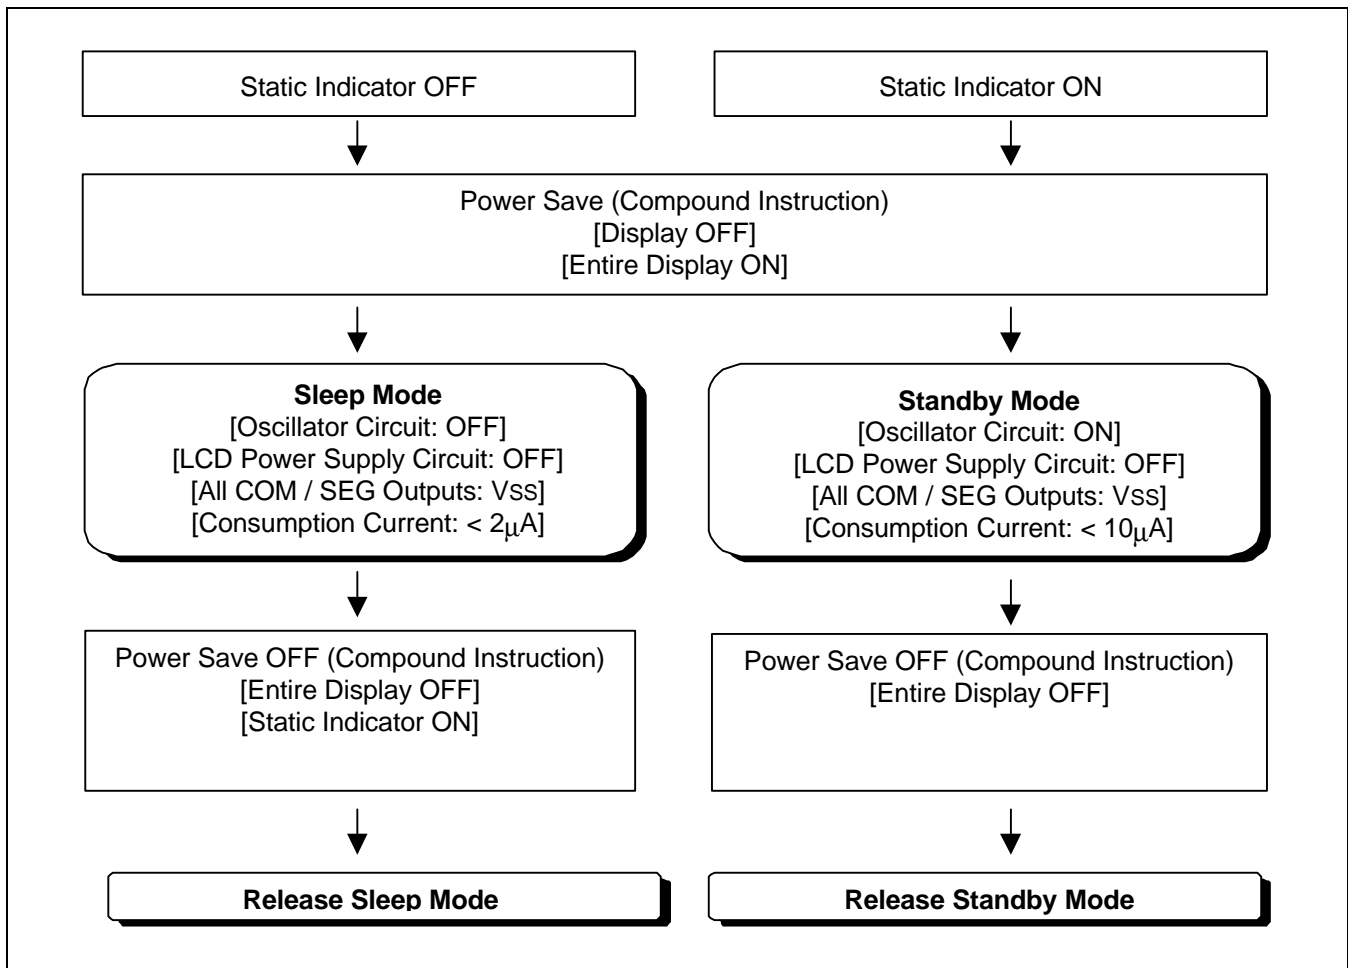 Static Indicator OFF
Static Indicator ON
Power Save (Compound Instruction)
[Display OFF]
[Entire Display ON]
Sleep Mode
[Oscillator Circuit: OFF]
[LCD Power Supply Circuit: OFF]
[All COM / SEG Outputs: VSS]
[Consumption Current: < 2μA]
Standby Mode
[Oscillator Circuit: ON]
[LCD Power Supply Circuit: OFF]
[All COM / SEG Outputs: VSS]
[Consumption Current: < 10μA]
Power Save OFF (Compound Instruction)
[Entire Display OFF]
[Static Indicator ON]
Power Save OFF (Compound Instruction)
[Entire Display OFF]
Release Sleep Mode
Release Standby Mode